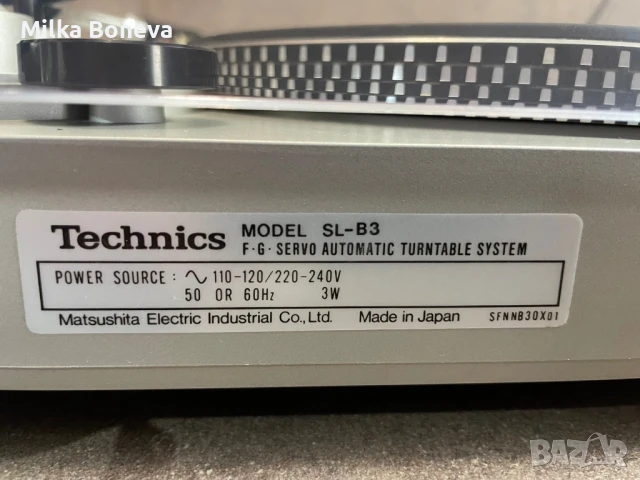 Milka Boneva
Technics MODEL SL-B3
F·G·SERVO AUTOMATIC TURNTABLE SYSTEM
POWER SOURCE : ∿ 110-120/220-240V
50 OR 60Hz 3W
Matsushita Electric Industrial Co., Ltd. Made in Japan SFNNB30X01
BAZAR